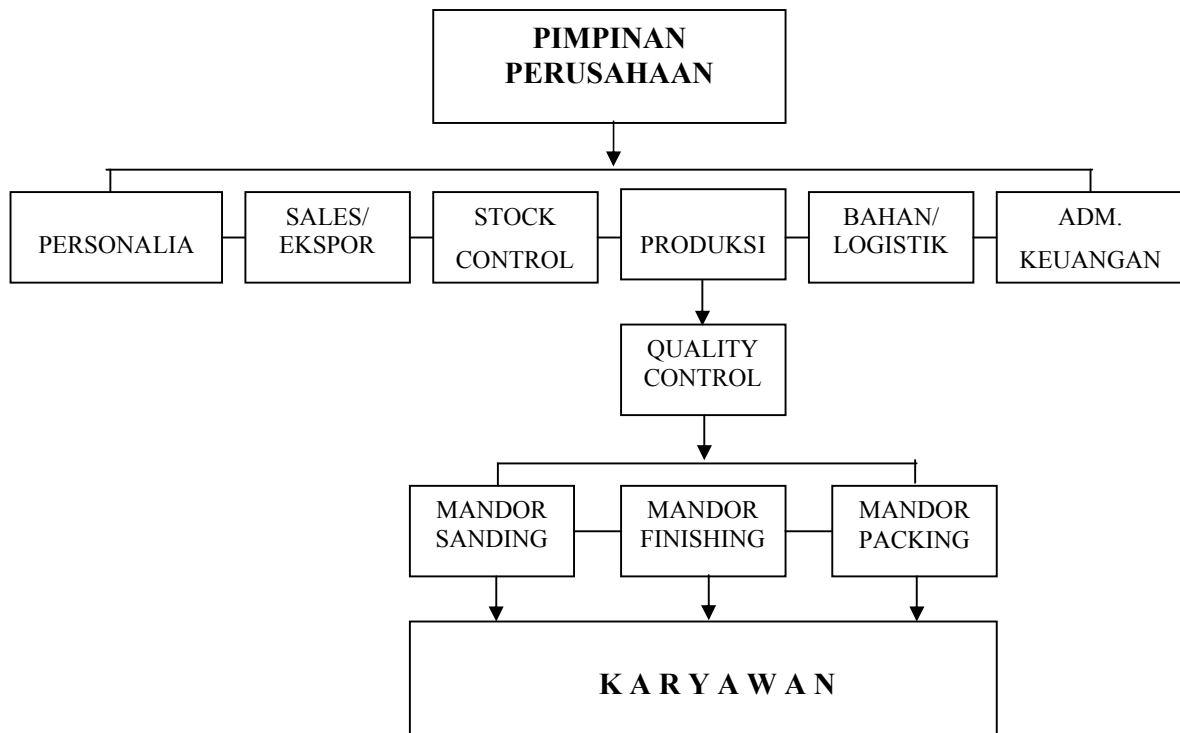 PIMPINAN
PERUSAHAAN
PERSONALIA
SALES/
EKSPOR
STOCK
CONTROL
PRODUKSI
BAHAN/
LOGISTIK
ADM.
KEUANGAN
QUALITY
CONTROL
MANDOR
SANDING
MANDOR
FINISHING
MANDOR
PACKING
K A R Y A W A N